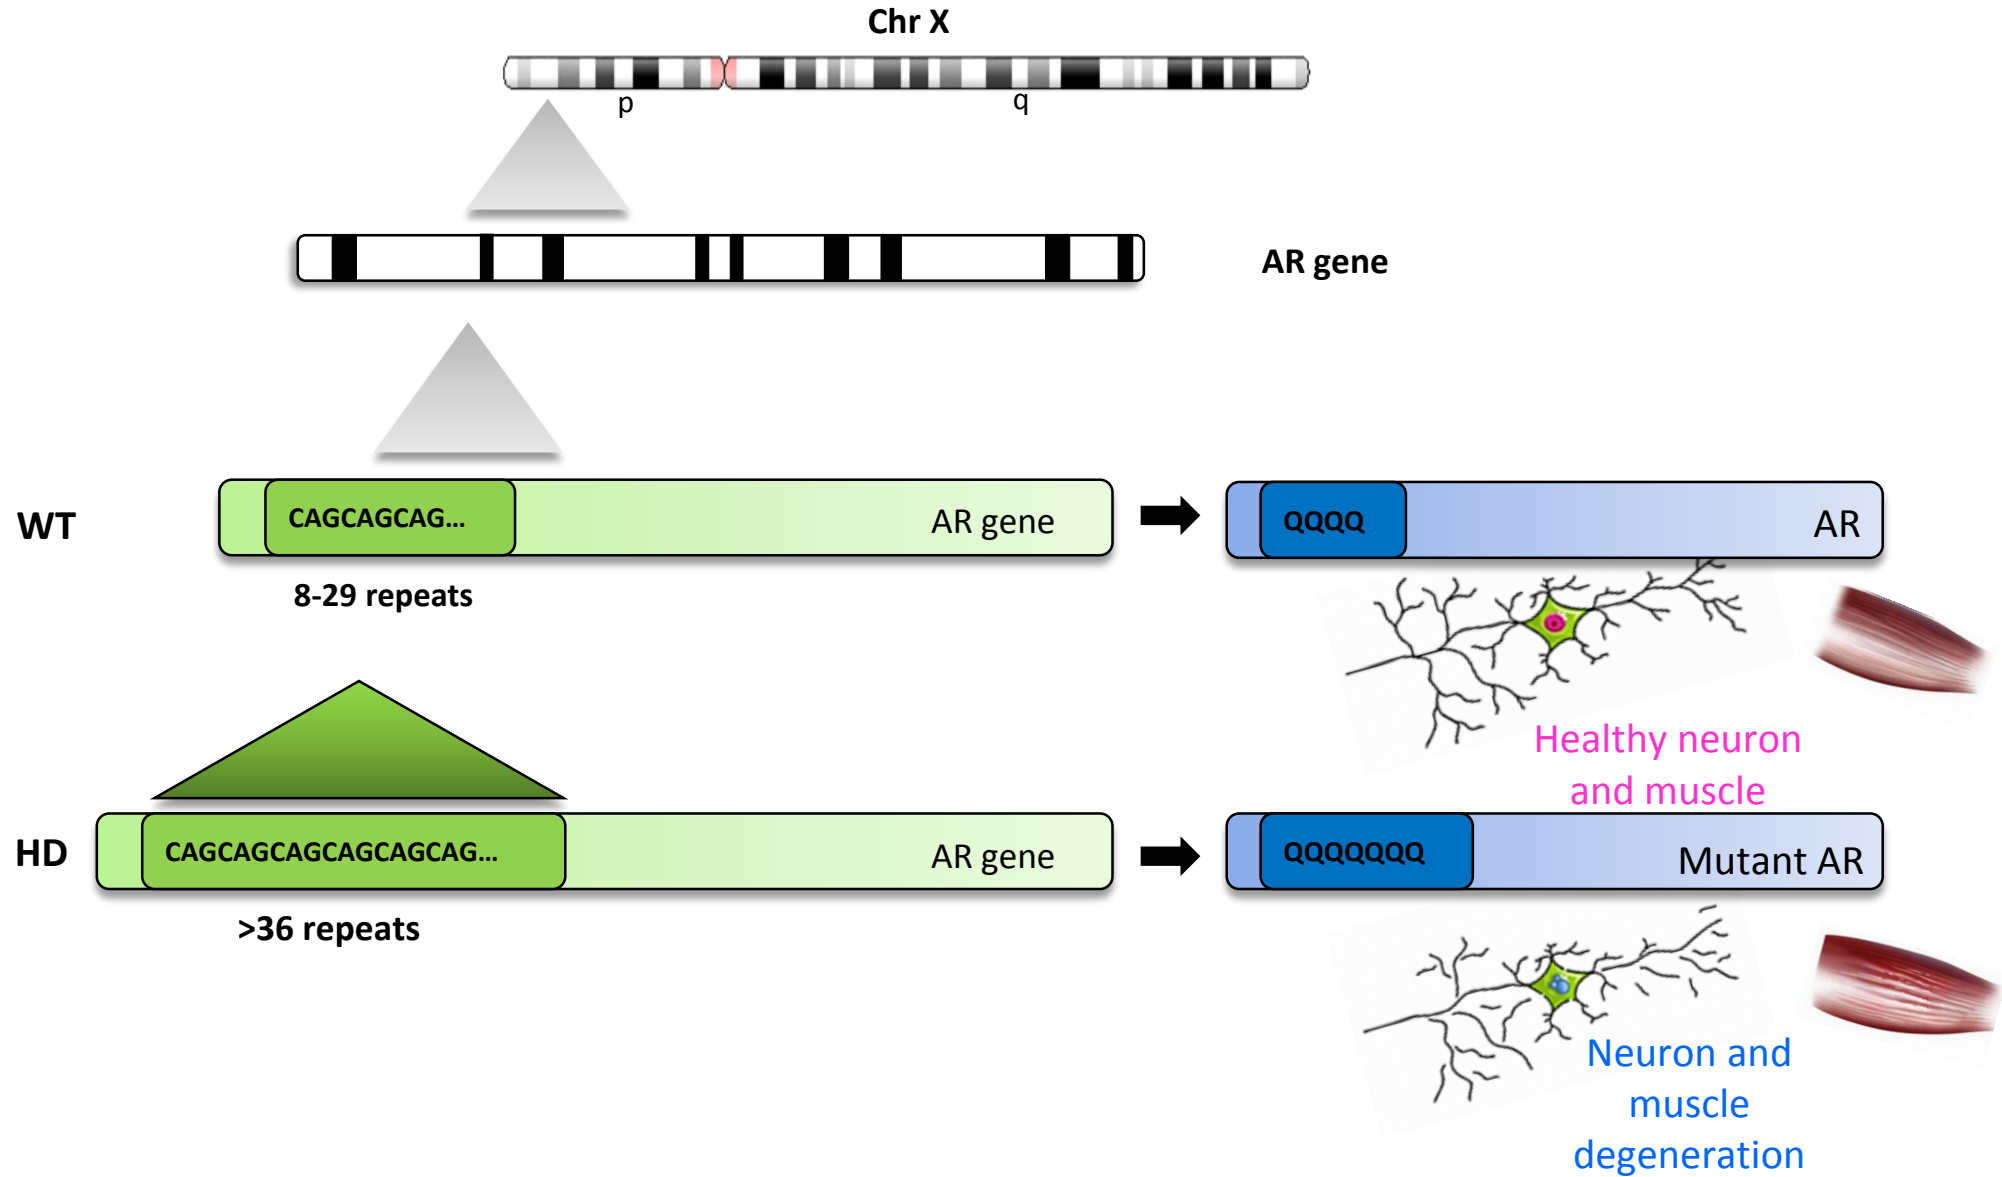 Chr X
p
q
AR gene
WT
CAGCAGCAG...
AR gene
QQQQ
AR
8-29 repeats
Healthy neuron
and muscle
HD
CAGCAGCAGCAGCAGCAG...
AR gene
QQQQQQQ
Mutant AR
>36 repeats
Neuron and
muscle
degeneration